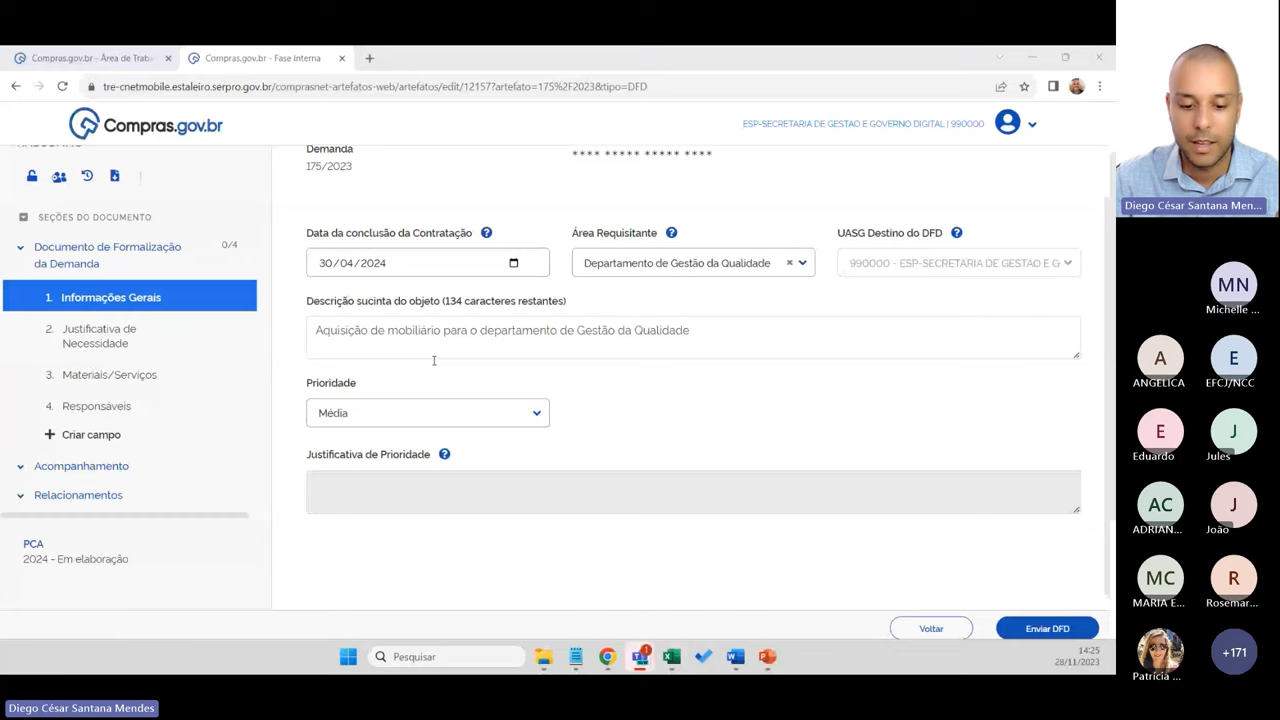 Compras.gov.br - Área de Trab
Compras.gov.br - Fase Interna
tre-cnetmobile.estaleiro.serpro.gov.br/comprasnet-artefatos-web/artefatos/edit/12157?artefato=175%2F2023&tipo=DFD
Compras.gov.br
ESP-SECRETARIA DE GESTAO E GOVERNO DIGITAL | 990000
Demanda
175/2023
**** ***** ***** ****
SEÇÕES DO DOCUMENTO
Documento de Formalização
da Demanda
0/4
1. Informações Gerais
2. Justificativa de
Necessidade
3. Materiais/Serviços
4. Responsáveis
+ Criar campo
Acompanhamento
Relacionamentos
PCA
2024 - Em elaboração
Data da conclusão da Contratação
30/04/2024
Área Requisitante
Departamento de Gestão da Qualidade
UASG Destino do DFD
990000 - ESP-SECRETARIA DE GESTAO E G
Descrição sucinta do objeto (134 caracteres restantes)
Aquisição de mobiliário para o departamento de Gestão da Qualidade
Prioridade
Média
Justificativa de Prioridade
Voltar
Enviar DFD
Pesquisar
1
14:25
28/11/2023
Diego César Santana Mendes
Diego César Santana Men...
MN
Michelle ...
A
ANGELICA
E
EFCJ/NCC
E
Eduardo
J
Jules
AC
ADRIAN...
J
João
MC
MARIA E...
R
Rosemar...
Patrícia ...
+171